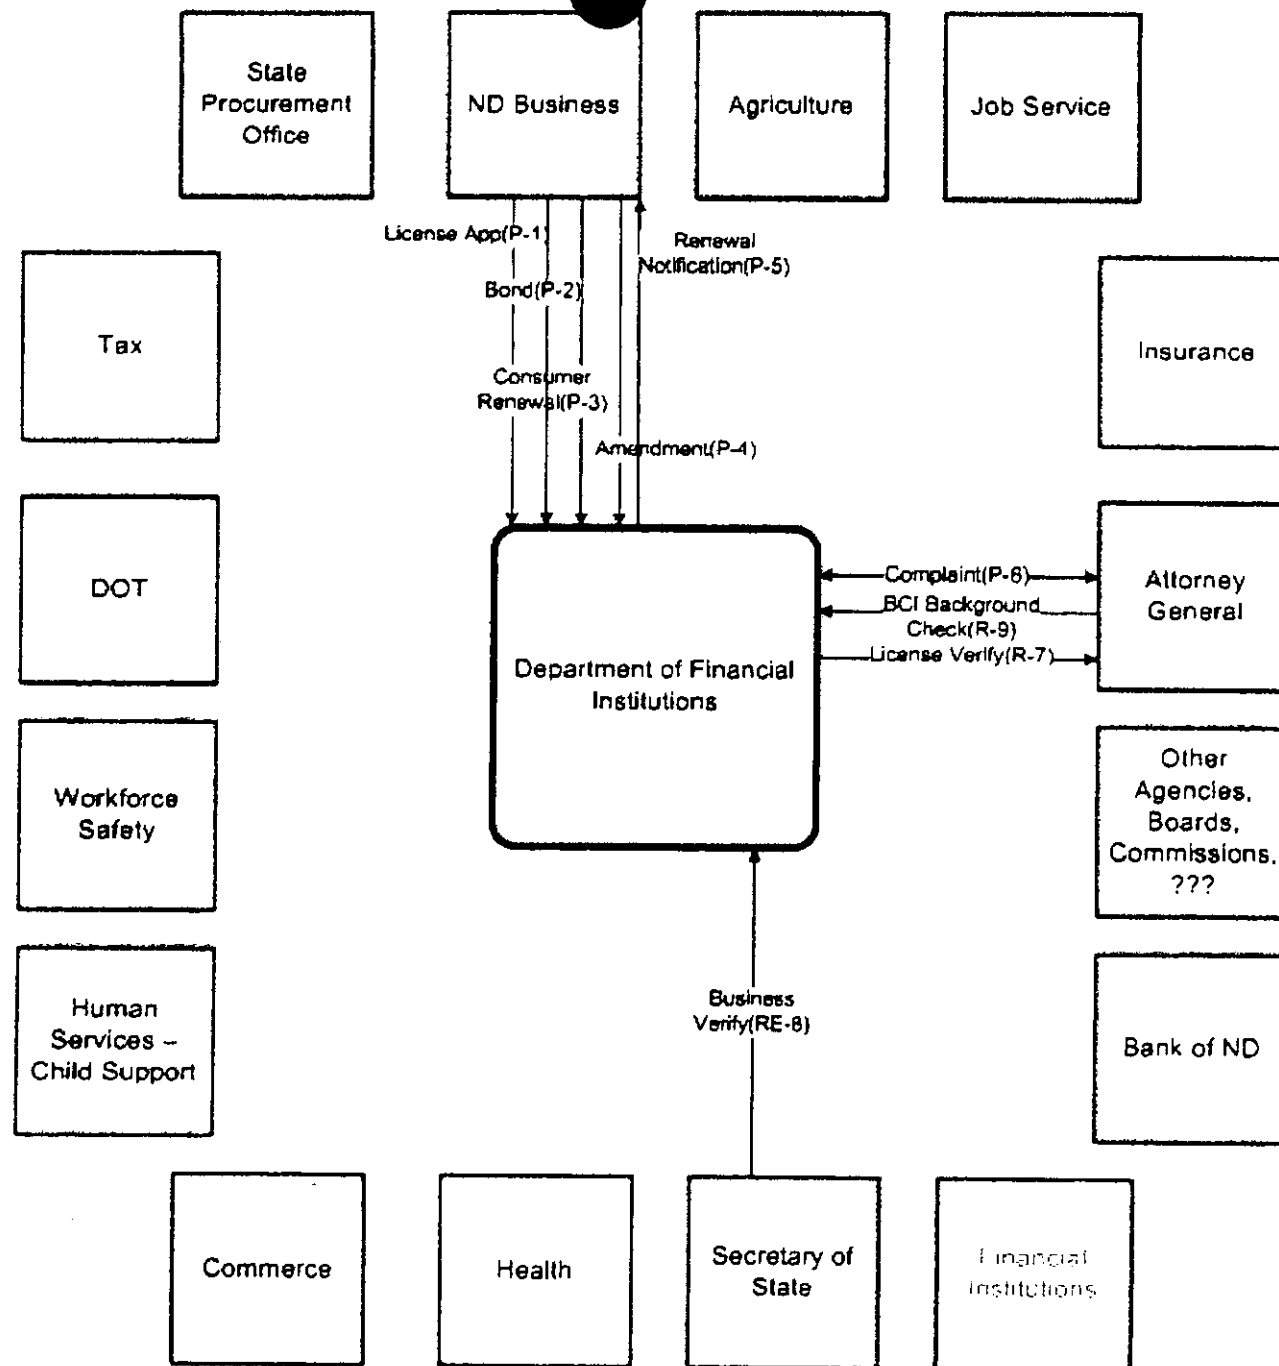 State
Procurement
Office
ND Business
Agriculture
Job Service
License App(P-1)
Renewal
Notification(P-5)
Bond(P-2)
Tax
Insurance
Consumer
Renewal(P-3)
Amendment(P-4)
DOT
Complaint(P-6)
BCI Background
Check(R-9)
License Verify(R-7)
Attorney
General
Department of Financial
Institutions
Workforce
Safety
Other
Agencies,
Boards,
Commissions,
???
Human
Services –
Child Support
Business
Verify(RE-8)
Bank of ND
Commerce
Health
Secretary of
State
Financial
Institutions